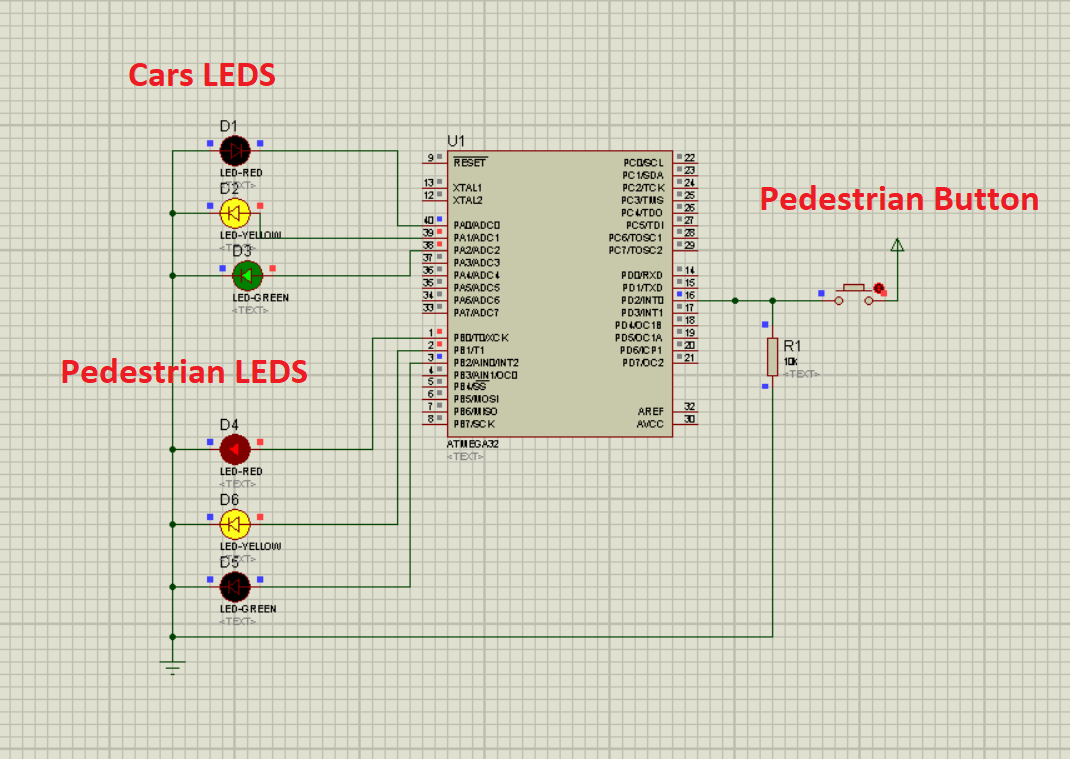 Cars LEDS
D1
LED-RED
<TEXT>
D2
LED-YELLOW
<TEXT>
D3
LED-GREEN
<TEXT>
Pedestrian LEDS
D4
LED-RED
<TEXT>
D6
LED-YELLOW
<TEXT>
D5
LED-GREEN
<TEXT>
U1
9 RESET
13 XTAL1
12 XTAL2
40 PA0/ADC0
39 PA1/ADC1
38 PA2/ADC2
37 PA3/ADC3
36 PA4/ADC4
35 PA5/ADC5
34 PA6/ADC6
33 PA7/ADC7
1 PB0/T0/XCK
2 PB1/T1
3 PB2/AIN0/INT2
4 PB3/AIN1/OC0
5 PB4/SS
6 PB5/MOSI
7 PB6/MISO
8 PB7/SCK
PC0/SCL 22
PC1/SDA 23
PC2/TCK 24
PC3/TMS 25
PC4/TDO 26
PC5/TDI 27
PC6/TOSC1 28
PC7/TOSC2 29
PD0/RXD 14
PD1/TXD 15
PD2/INT0 16
PD3/INT1 17
PD4/OC1B 18
PD5/OC1A 19
PD6/ICP1 20
PD7/OC2 21
AREF 32
AVCC 30
ATMEGA32
<TEXT>
Pedestrian Button
R1
10k
<TEXT>